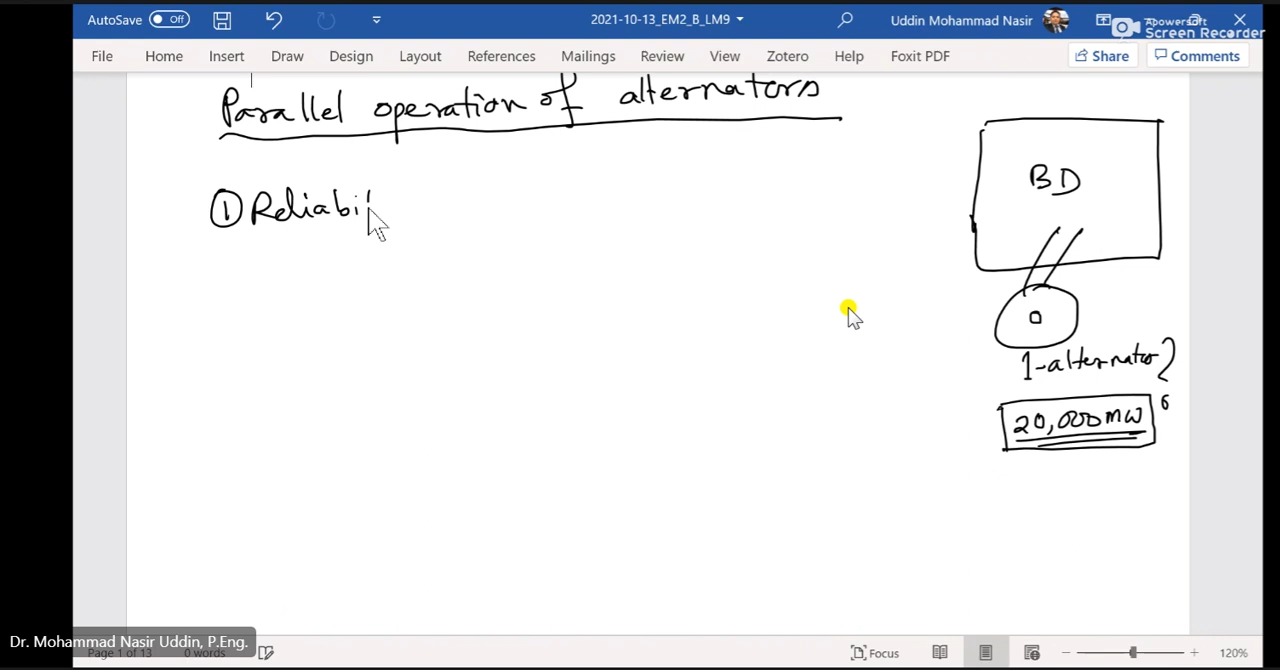 AutoSave Off 2021-10-13_EM2_B_LM9 Uddin Mohammad Nasir
Apowersoft
Screen Recorder
File Home Insert Draw Design Layout References Mailings Review View Zotero Help Foxit PDF Share Comments
Parallel operation of alternators
① Reliabil
BD
1-alternator?
20,000MW
Dr. Mohammad Nasir Uddin, P.Eng.
Page 1 of 13 0 words Focus 120%